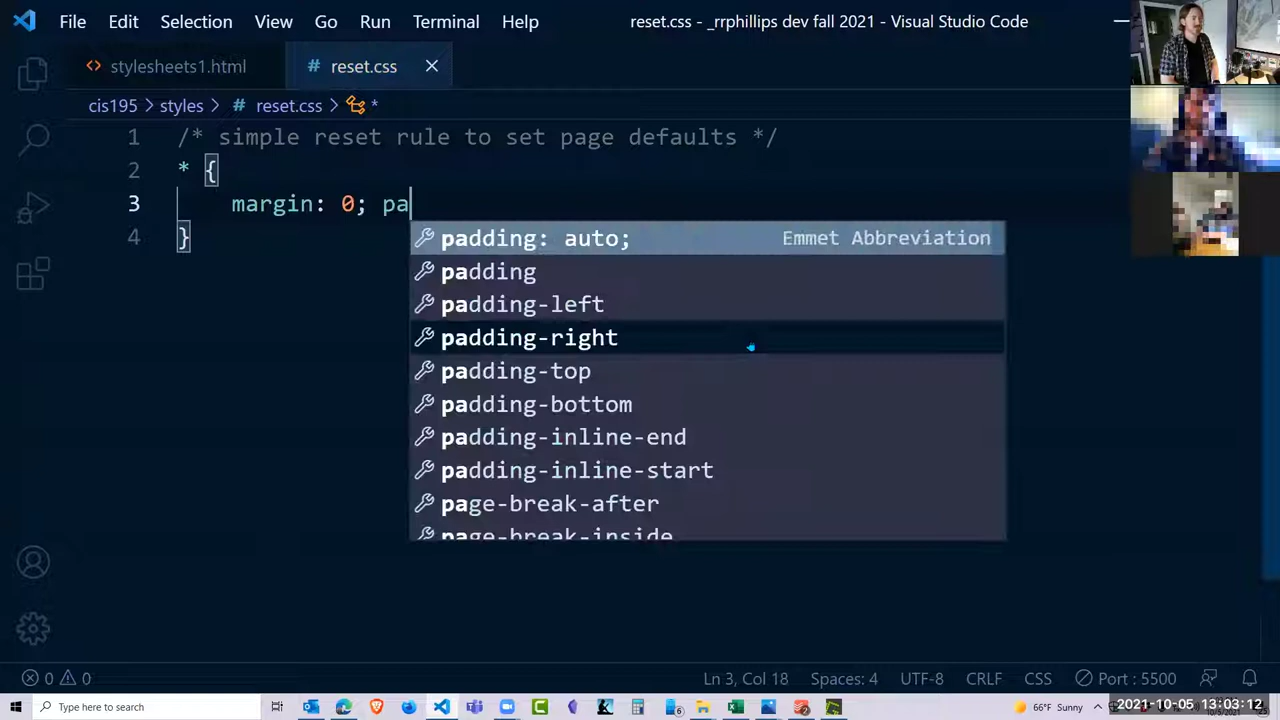 File Edit Selection View Go Run Terminal Help reset.css - _rrphillips dev fall 2021 - Visual Studio Code
<> stylesheets1.html # reset.css
cis195 > styles > # reset.css > *
1 /* simple reset rule to set page defaults */
2 * {
3 margin: 0; pa
padding: auto; Emmet Abbreviation
padding
padding-left
padding-right
padding-top
padding-bottom
padding-inline-end
padding-inline-start
page-break-after
page-break-inside
4 }
0 0 Ln 3, Col 18 Spaces: 4 UTF-8 CRLF CSS Port : 5500
Type here to search 66°F Sunny 2021-10-05 13:03:12